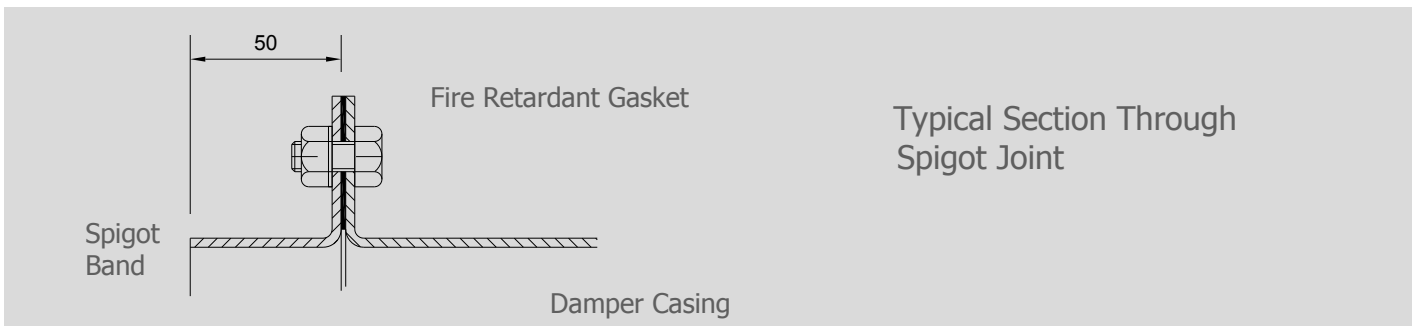 50
Fire Retardant Gasket
Typical Section Through
Spigot Joint
Spigot
Band
Damper Casing